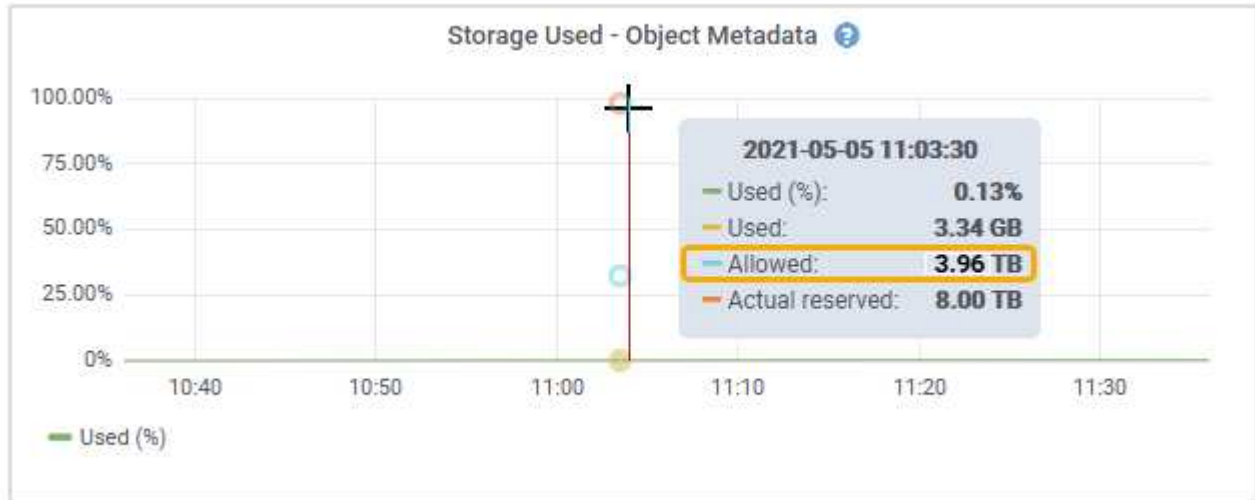 Storage Used - Object Metadata ?
100.00%
75.00%
50.00%
25.00%
0%
10:40 10:50 11:00 11:10 11:20 11:30
2021-05-05 11:03:30
Used (%): 0.13%
Used: 3.34 GB
Allowed: 3.96 TB
Actual reserved: 8.00 TB
Used (%)